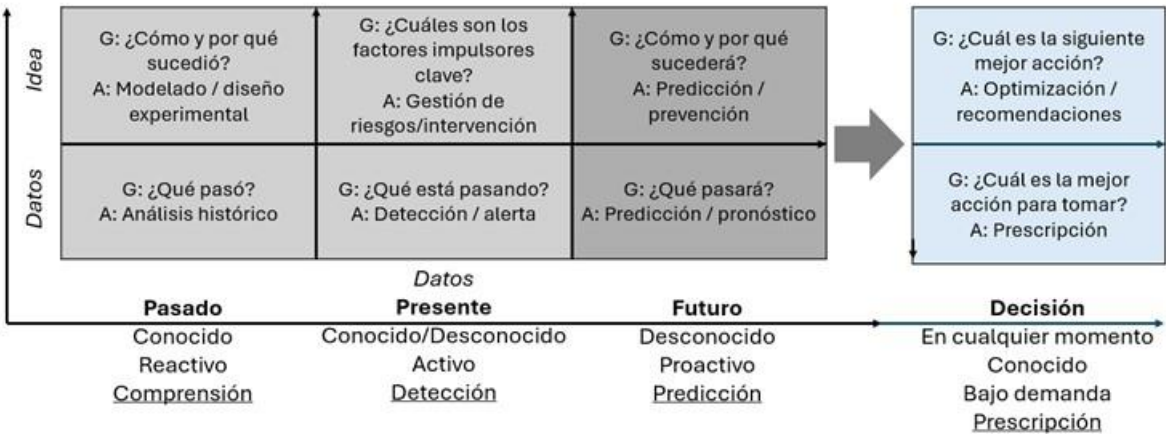 Idea
G: ¿Cómo y por qué
sucedió?
A: Modelado / diseño
experimental
G: ¿Cuáles son los
factores impulsores
clave?
A: Gestión de
riesgos/intervención
G: ¿Cómo y por qué
sucederá?
A: Predicción /
prevención
G: ¿Cuál es la siguiente
mejor acción?
A: Optimización /
recomendaciones
Datos
G: ¿Qué pasó?
A: Análisis histórico
G: ¿Qué está pasando?
A: Detección / alerta
G: ¿Qué pasará?
A: Predicción / pronóstico
G: ¿Cuál es la mejor
acción para tomar?
A: Prescripción
Datos
Pasado
Conocido
Reactivo
Comprensión
Presente
Conocido/Desconocido
Activo
Detección
Futuro
Desconocido
Proactivo
Predicción
Decisión
En cualquier momento
Conocido
Bajo demanda
Prescripción